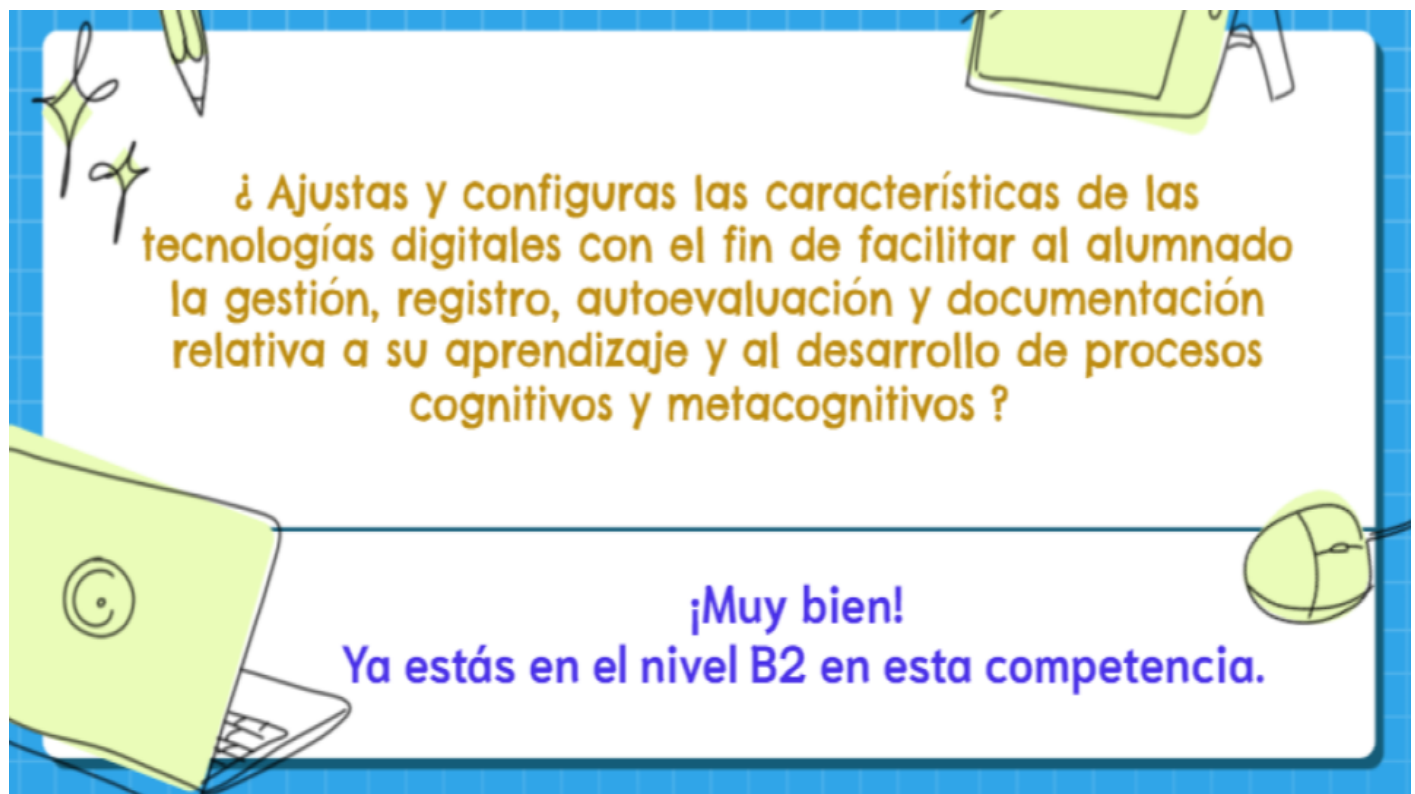 ¿ Ajustas y configuras las características de las
tecnologías digitales con el fin de facilitar al alumnado
la gestión, registro, autoevaluación y documentación
relativa a su aprendizaje y al desarrollo de procesos
cognitivos y metacognitivos ?
¡Muy bien!
Ya estás en el nivel B2 en esta competencia.